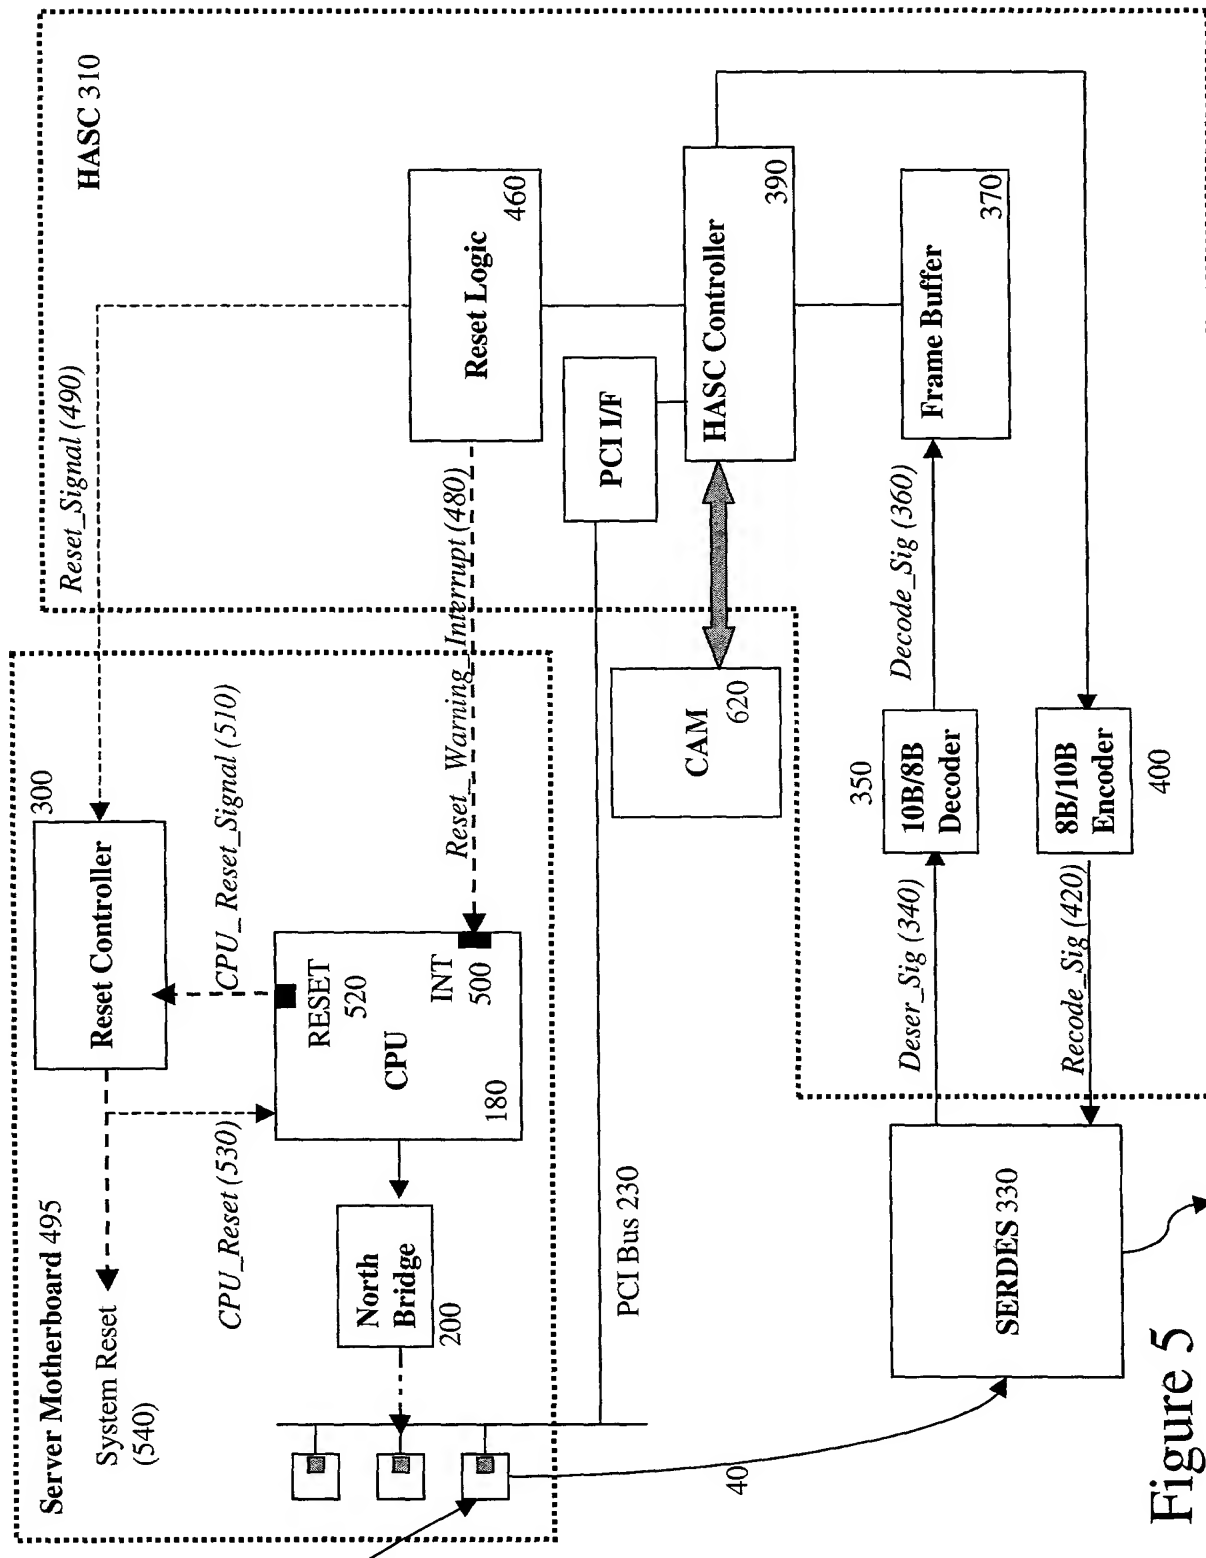 Server Motherboard 495
System Reset
(540)
Reset Controller
300
CPU_Reset (530)
CPU_Reset_Signal (510)
RESET
520
INT
500
CPU
180
North
Bridge
200
HASC 310
Reset_Signal (490)
Reset_Warning_Interrupt (480)
Reset Logic
460
PCI I/F
PCI Bus 230
CAM
620
HASC Controller
390
40
SERDES 330
Deser_Sig (340)
350
10B/8B
Decoder
Decode_Sig (360)
Frame Buffer
370
Recode_Sig (420)
8B/10B
Encoder
400
Figure 5